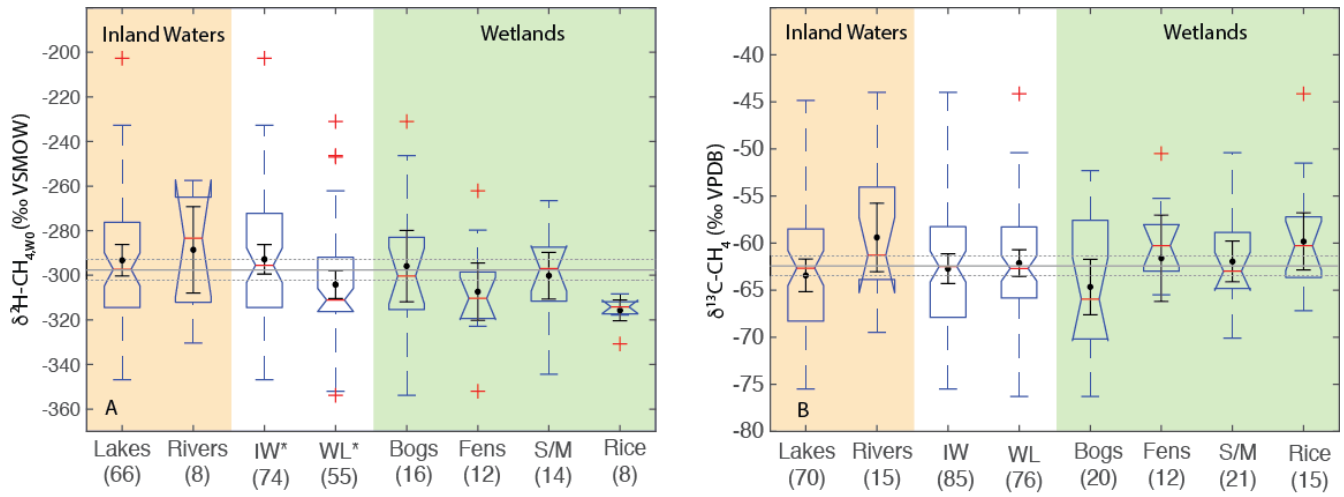 Inland Waters Wetlands
-200
-220
-240
-260
-280
-300
-320
-340
-360
δ²H-CH4,W0(‰ VSMOW)
A
Lakes Rivers IW* WL* Bogs Fens S/M Rice
(66) (8) (74) (55) (16) (12) (14) (8)
Inland Waters Wetlands
-40
-45
-50
-55
-60
-65
-70
-75
-80
δ¹³C-CH4 (‰ VPDB)
B
Lakes Rivers IW WL Bogs Fens S/M Rice
(70) (15) (85) (76) (20) (12) (21) (15)